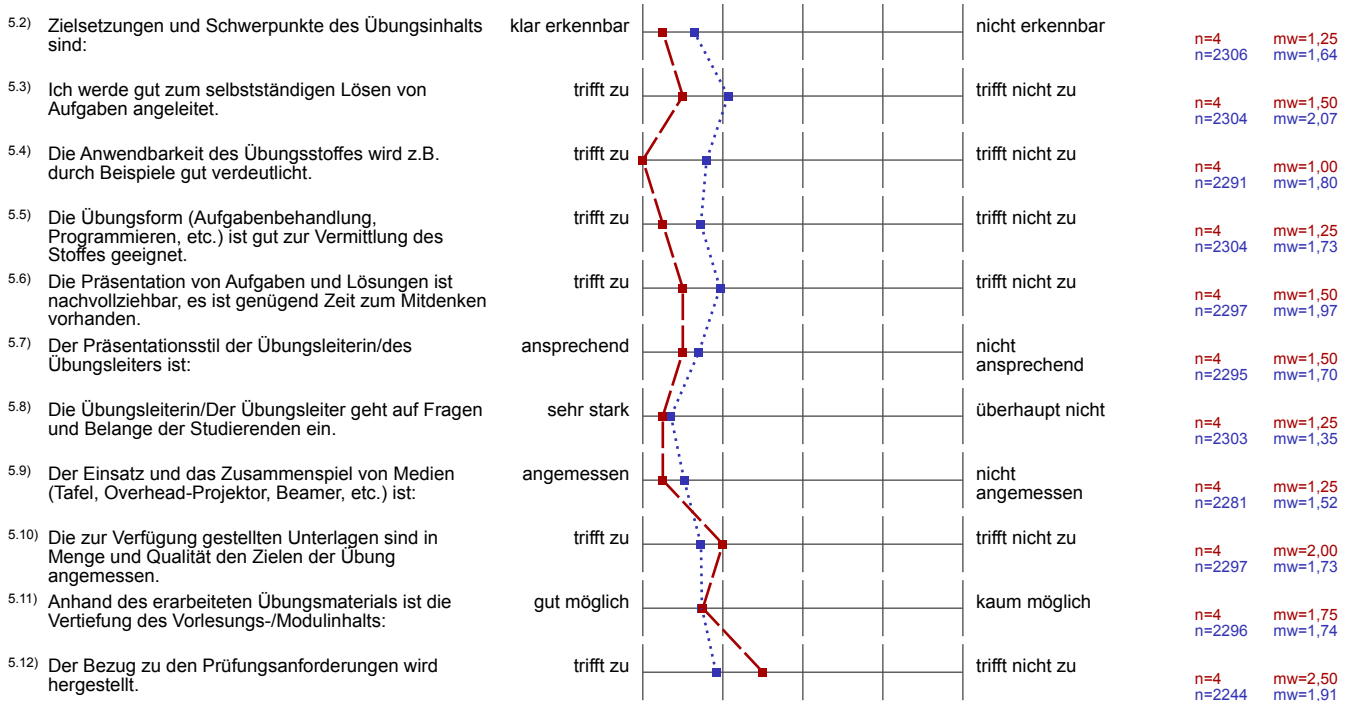 5.2) Zielsetzungen und Schwerpunkte des Übungsinhalts sind: klar erkennbar nicht erkennbar
n=4 mw=1,25
n=2306 mw=1,64
5.3) Ich werde gut zum selbstständigen Lösen von
Aufgaben angeleitet.
trifft zu
trifft nicht zu
n=4 mw=1,50
n=2304 mw=2,07
5.4) Die Anwendbarkeit des Übungsstoffes wird z.B.
durch Beispiele gut verdeutlicht.
trifft zu
trifft nicht zu
n=4 mw=1,00
n=2291 mw=1,80
5.5) Die Übungsform (Aufgabenbehandlung,
Programmieren, etc.) ist gut zur Vermittlung des
Stoffes geeignet.
trifft zu
trifft nicht zu
n=4 mw=1,25
n=2304 mw=1,73
5.6) Die Präsentation von Aufgaben und Lösungen ist
nachvollziehbar, es ist genügend Zeit zum Mitdenken
vorhanden.
trifft zu
trifft nicht zu
n=4 mw=1,50
n=2297 mw=1,97
5.7) Der Präsentationsstil der Übungsleiterin/des
Übungsleiters ist:
ansprechend
nicht
ansprechend
n=4 mw=1,50
n=2295 mw=1,70
5.8) Die Übungsleiterin/Der Übungsleiter geht auf Fragen
und Belange der Studierenden ein.
sehr stark
überhaupt nicht
n=4 mw=1,25
n=2303 mw=1,35
5.9) Der Einsatz und das Zusammenspiel von Medien
(Tafel, Overhead-Projektor, Beamer, etc.) ist:
angemessen
nicht
angemessen
n=4 mw=1,25
n=2281 mw=1,52
5.10) Die zur Verfügung gestellten Unterlagen sind in
Menge und Qualität den Zielen der Übung
angemessen.
trifft zu
trifft nicht zu
n=4 mw=2,00
n=2297 mw=1,73
5.11) Anhand des erarbeiteten Übungsmaterials ist die
Vertiefung des Vorlesungs-/Modulinhalts:
gut möglich
kaum möglich
n=4 mw=1,75
n=2296 mw=1,74
5.12) Der Bezug zu den Prüfungsanforderungen wird
hergestellt.
trifft zu
trifft nicht zu
n=4 mw=2,50
n=2244 mw=1,91